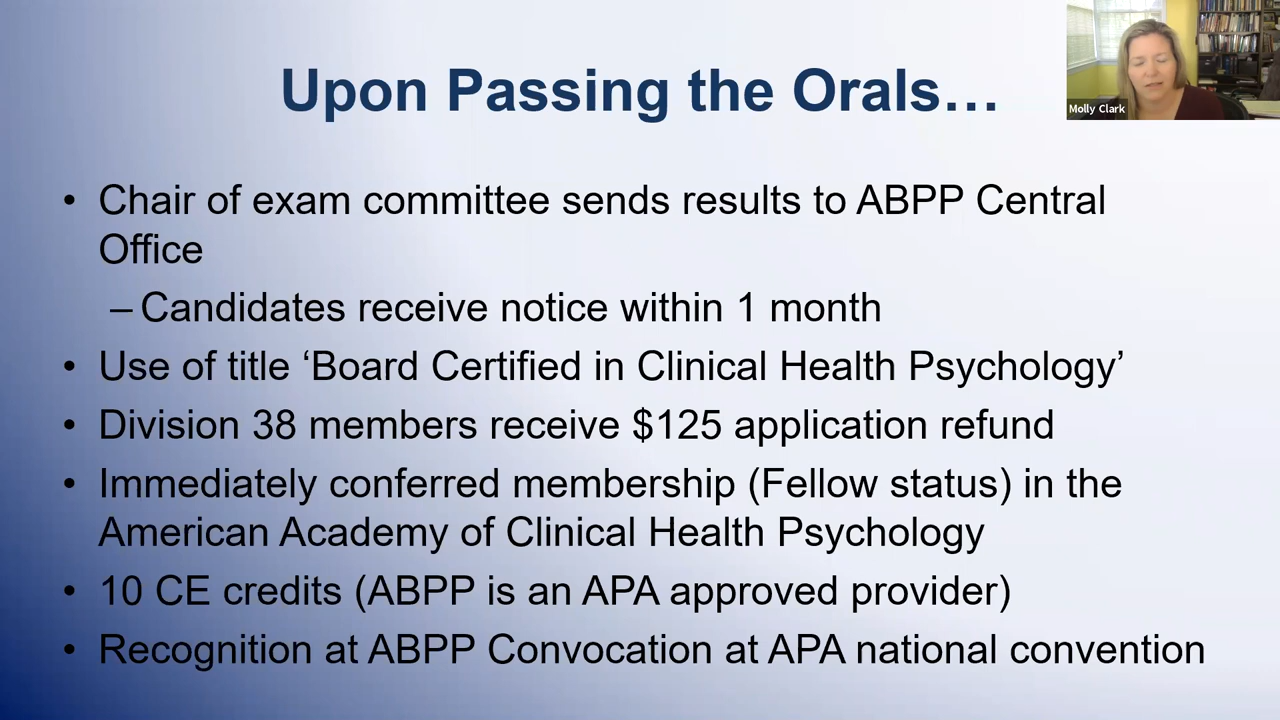 Upon Passing the Orals…
Molly Clark
• Chair of exam committee sends results to ABPP Central
Office
– Candidates receive notice within 1 month
• Use of title ‘Board Certified in Clinical Health Psychology’
• Division 38 members receive $125 application refund
• Immediately conferred membership (Fellow status) in the
American Academy of Clinical Health Psychology
• 10 CE credits (ABPP is an APA approved provider)
• Recognition at ABPP Convocation at APA national convention